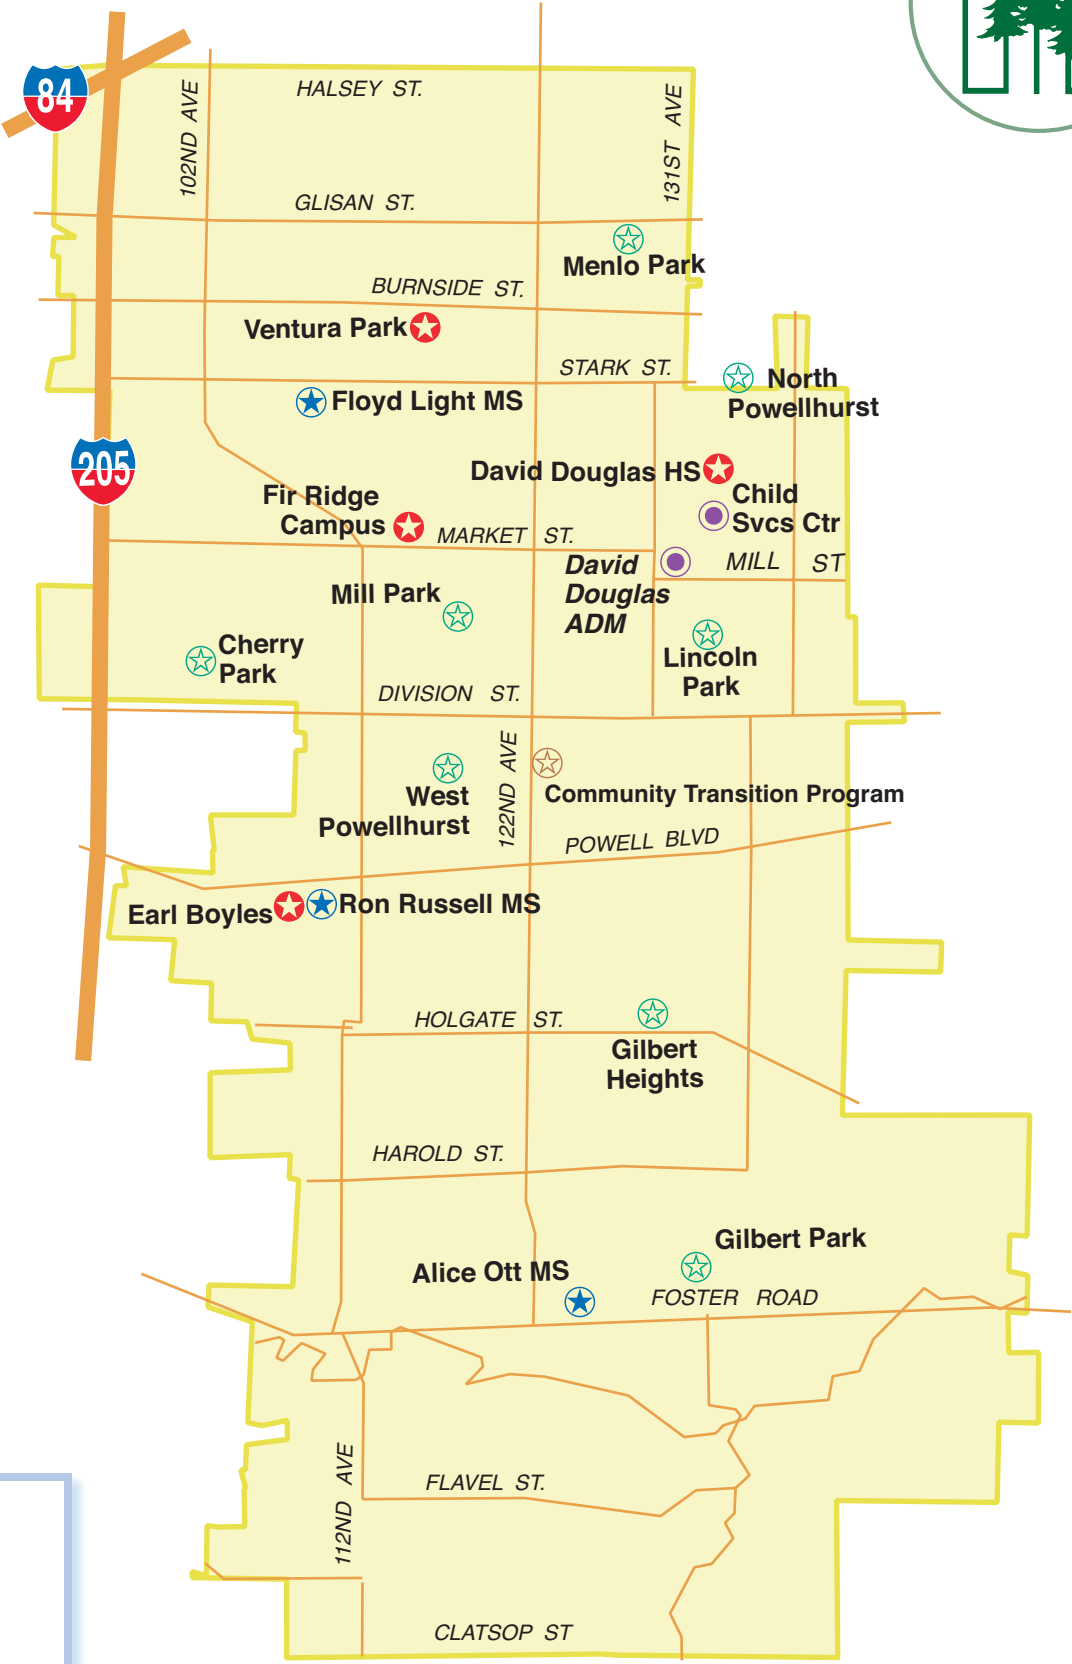 84
102ND AVE
HALSEY ST.
131ST AVE
GLISAN ST.
Menlo Park
BURNSIDE ST.
Ventura Park
STARK ST.
North
Powellhurst
Floyd Light MS
205
David Douglas HS
Child
Svcs Ctr
Fir Ridge
Campus
MARKET ST.
David
Douglas
ADM
MILL ST
Mill Park
Cherry
Park
Lincoln
Park
DIVISION ST.
122ND AVE
West
Powellhurst
Community Transition Program
POWELL BLVD
Earl Boyles
Ron Russell MS
HOLGATE ST.
Gilbert
Heights
HAROLD ST.
Gilbert Park
Alice Ott MS
FOSTER ROAD
112ND AVE
FLAVEL ST.
CLATSOP ST